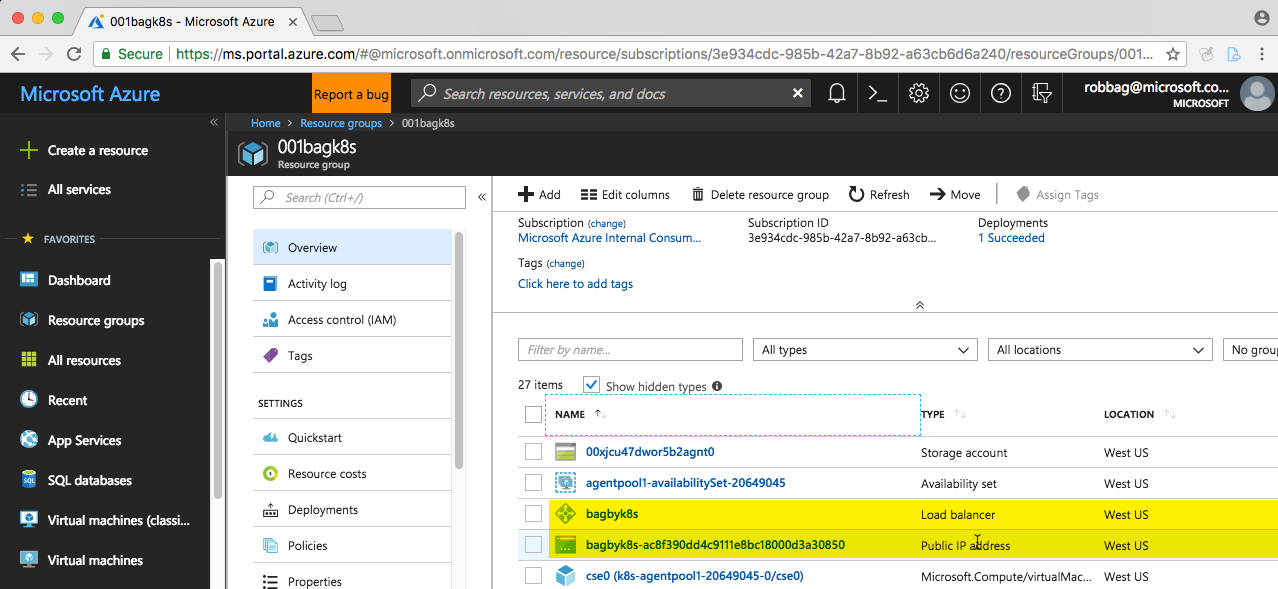 001bagk8s - Microsoft Azure
Secure https://ms.portal.azure.com/#@microsoft.onmicrosoft.com/resource/subscriptions/3e934cdc-985b-42a7-8b92-a63cb6d6a240/resourceGroups/001...
Microsoft Azure
Report a bug
Search resources, services, and docs
robbag@microsoft.co...
MICROSOFT
Create a resource
All services
FAVORITES
Dashboard
Resource groups
All resources
Recent
App Services
SQL databases
Virtual machines (classi...
Virtual machines
Home > Resource groups > 001bagk8s
001bagk8s
Resource group
Search (Ctrl+/)
Overview
Activity log
Access control (IAM)
Tags
SETTINGS
Quickstart
Resource costs
Deployments
Policies
Properties
Add Edit columns Delete resource group Refresh Move Assign Tags
Subscription (change) Subscription ID Deployments
Microsoft Azure Internal Consum... 3e934cdc-985b-42a7-8b92-a63cb... 1 Succeeded
Tags (change)
Click here to add tags
Filter by name... All types All locations No grou
27 items Show hidden types
NAME TYPE LOCATION
00xjcu47dwor5b2agnt0 Storage account West US
agentpool1-availabilitySet-20649045 Availability set West US
bagbyk8s Load balancer West US
bagbyk8s-ac8f390dd4c9111e8bc18000d3a30850 Public IP address West US
cse0 (k8s-agentpool1-20649045-0/cse0) Microsoft.Compute/virtualMac... West US